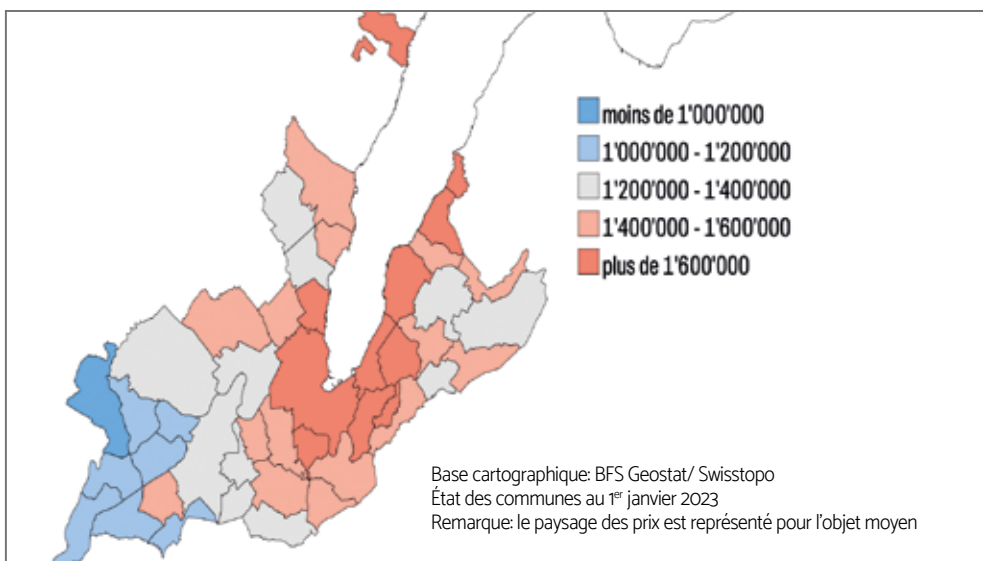 moins de 1'000'000
1'000'000 - 1'200'000
1'200'000 - 1'400'000
1'400'000 - 1'600'000
plus de 1'600'000
Base cartographique: BFS Geostat/ Swisstopo
État des communes au 1er janvier 2023
Remarque: le paysage des prix est représenté pour l'objet moyen